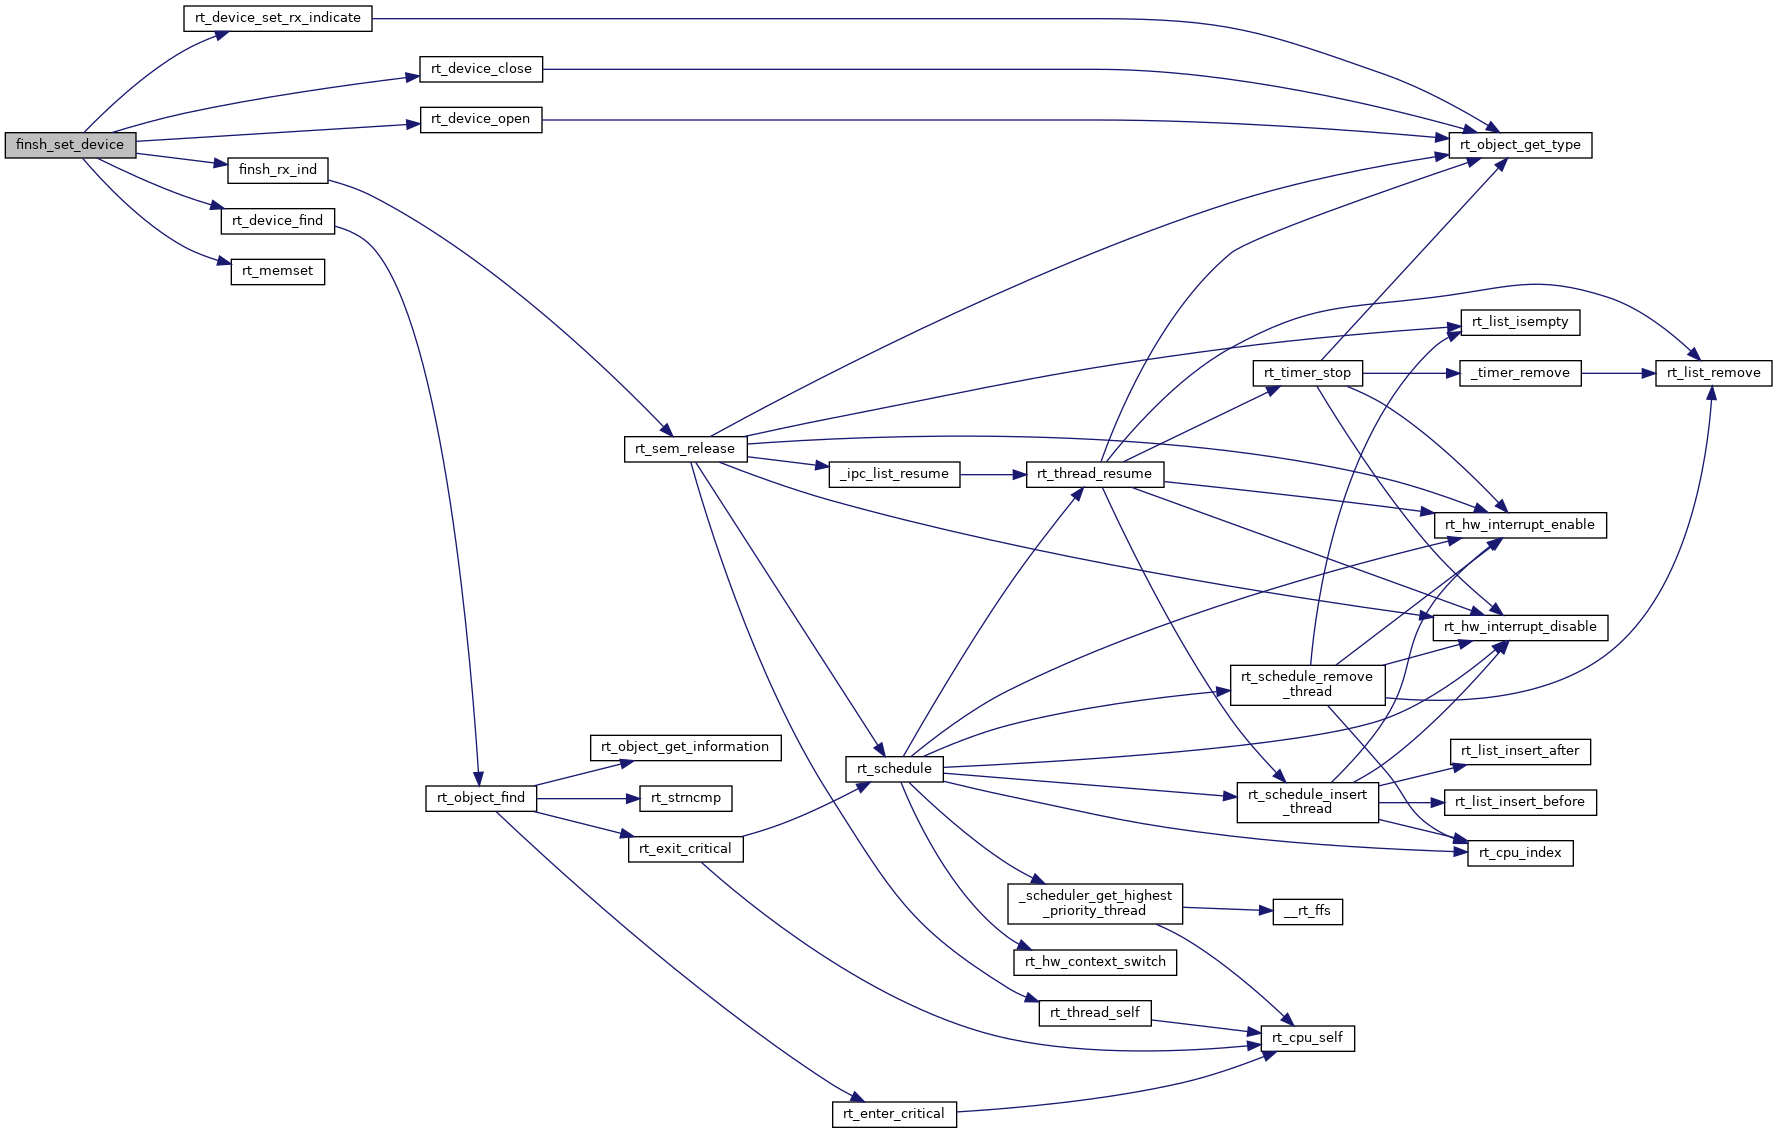 rt_device_set_rx_indicate
rt_device_close
rt_device_open
finsh_set_device
rt_object_get_type
finsh_rx_ind
rt_device_find
rt_memset
rt_list_isempty
rt_timer_stop
_timer_remove
rt_list_remove
rt_sem_release
_ipc_list_resume
rt_thread_resume
rt_hw_interrupt_enable
rt_hw_interrupt_disable
rt_schedule_remove
_thread
rt_object_get_information
rt_list_insert_after
rt_schedule
rt_object_find
rt_strncmp
rt_schedule_insert
_thread
rt_list_insert_before
rt_exit_critical
rt_cpu_index
_scheduler_get_highest
_priority_thread
__rt_ffs
rt_hw_context_switch
rt_thread_self
rt_cpu_self
rt_enter_critical